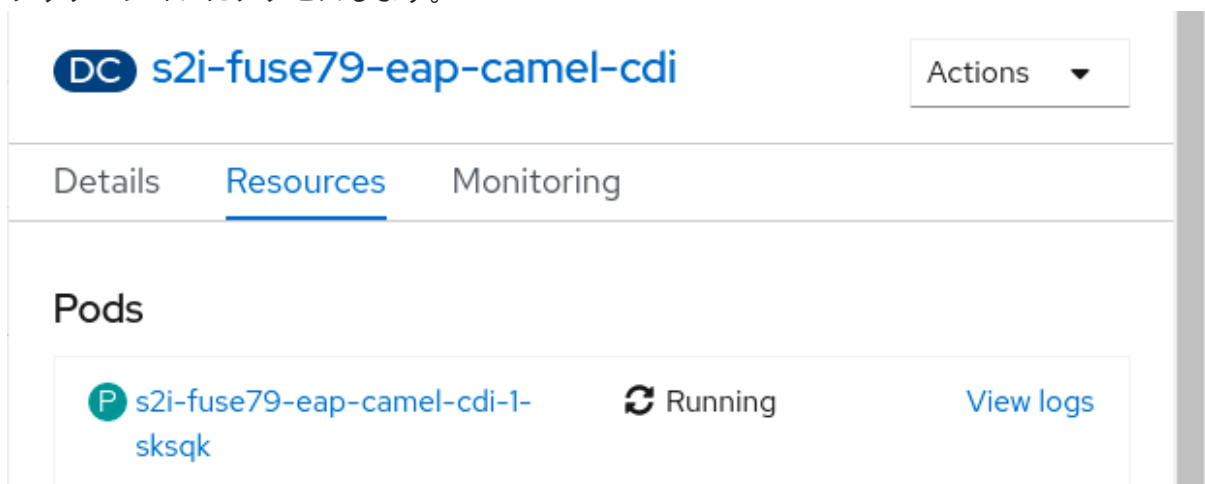 DC s2i-fuse79-eap-camel-cdi
Actions
Details Resources Monitoring
Pods
P s2i-fuse79-eap-camel-cdi-1-
sksqk
Running
View logs